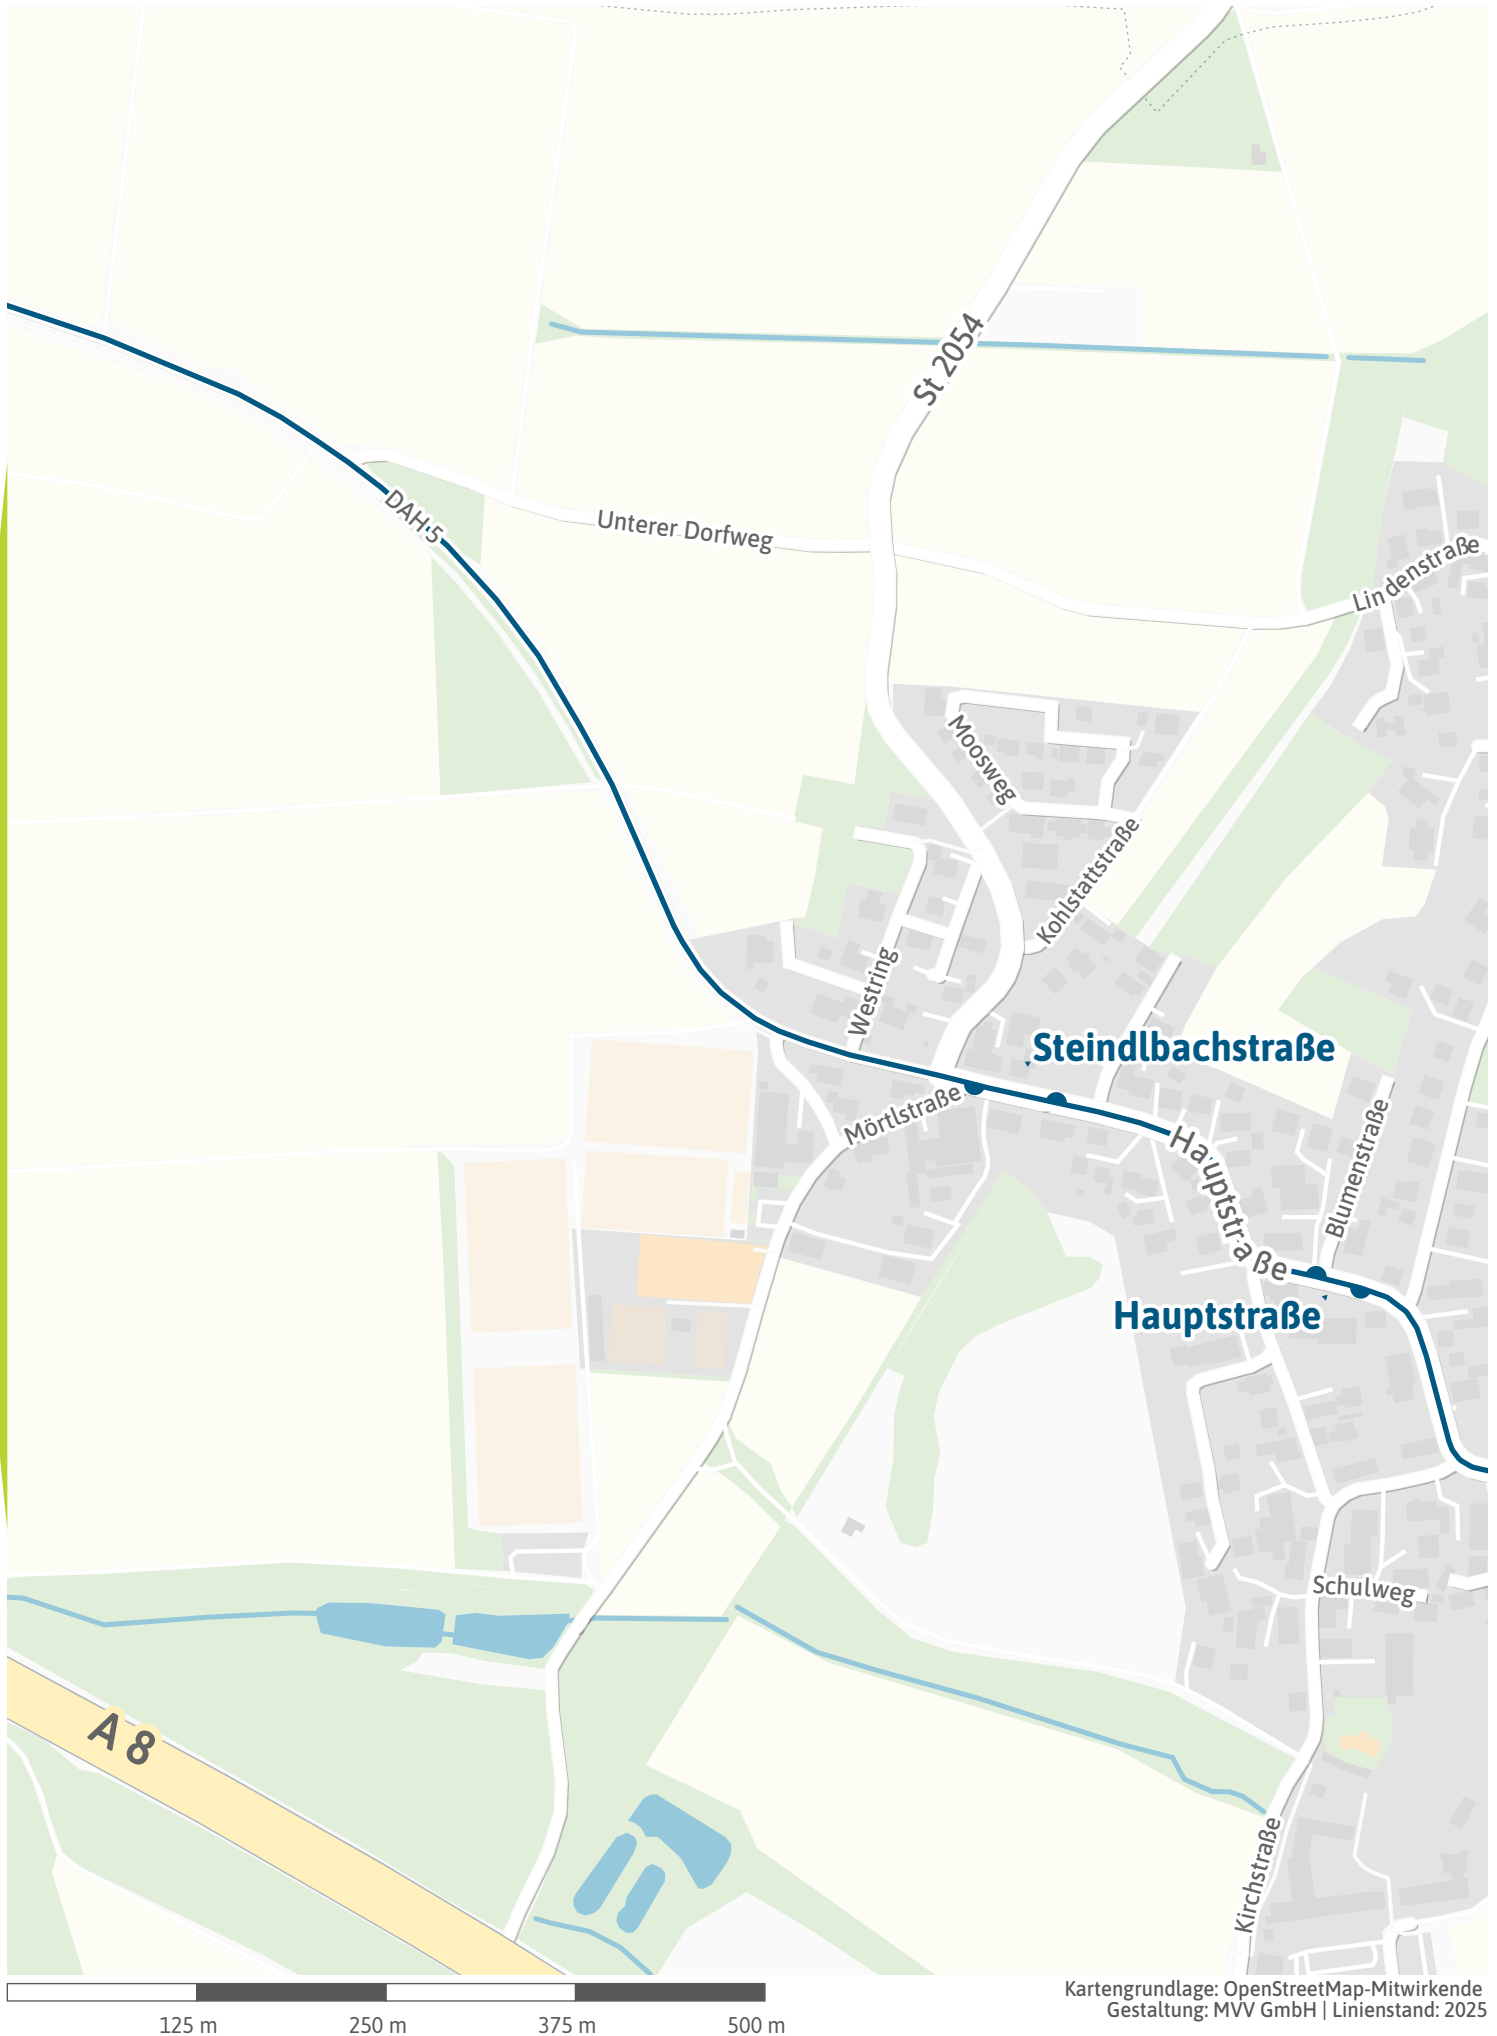 St 2054
DAH 5
Unterer Dorfweg
Lindenstraße
Moosweg
Kohlstattstraße
Westring
Steindlbachstraße
Mörtlstraße
Hauptstraße
Blumenstraße
Hauptstraße
Schulweg
A 8
Kirchstraße
Kartengrundlage: OpenStreetMap-Mitwirkende
Gestaltung: MVV GmbH | Linienstand: 2025
125 m 250 m 375 m 500 m